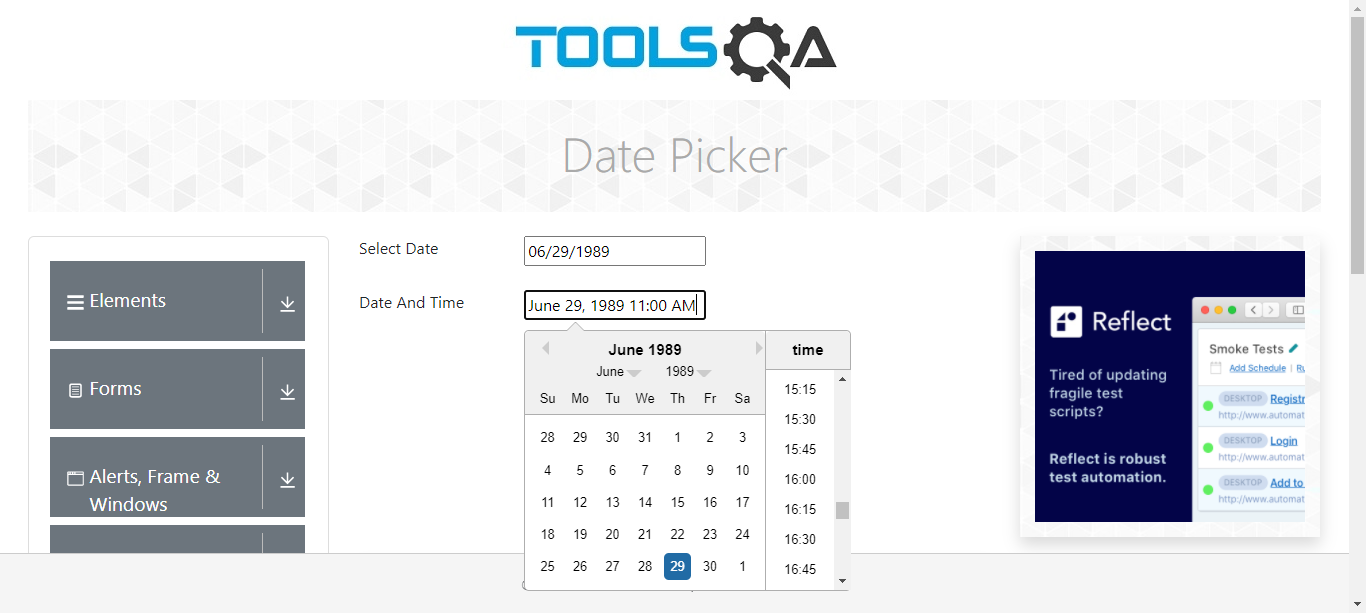 TOOLSQA
Date Picker
Elements
Forms
Alerts, Frame &
Windows
Select Date
06/29/1989
Date And Time
June 29, 1989 11:00 AM
June 1989
June 1989
Su Mo Tu We Th Fr Sa
28 29 30 31 1 2 3
4 5 6 7 8 9 10
11 12 13 14 15 16 17
18 19 20 21 22 23 24
25 26 27 28 29 30 1
time
15:15
15:30
15:45
16:00
16:15
16:30
16:45
Reflect
Tired of updating
fragile test
scripts?
Reflect is robust
test automation.
Smoke Tests
Add Schedule |
DESKTOP Registr
http://www.automat
DESKTOP Login
http://www.automat
DESKTOP Add to
http://www.automat